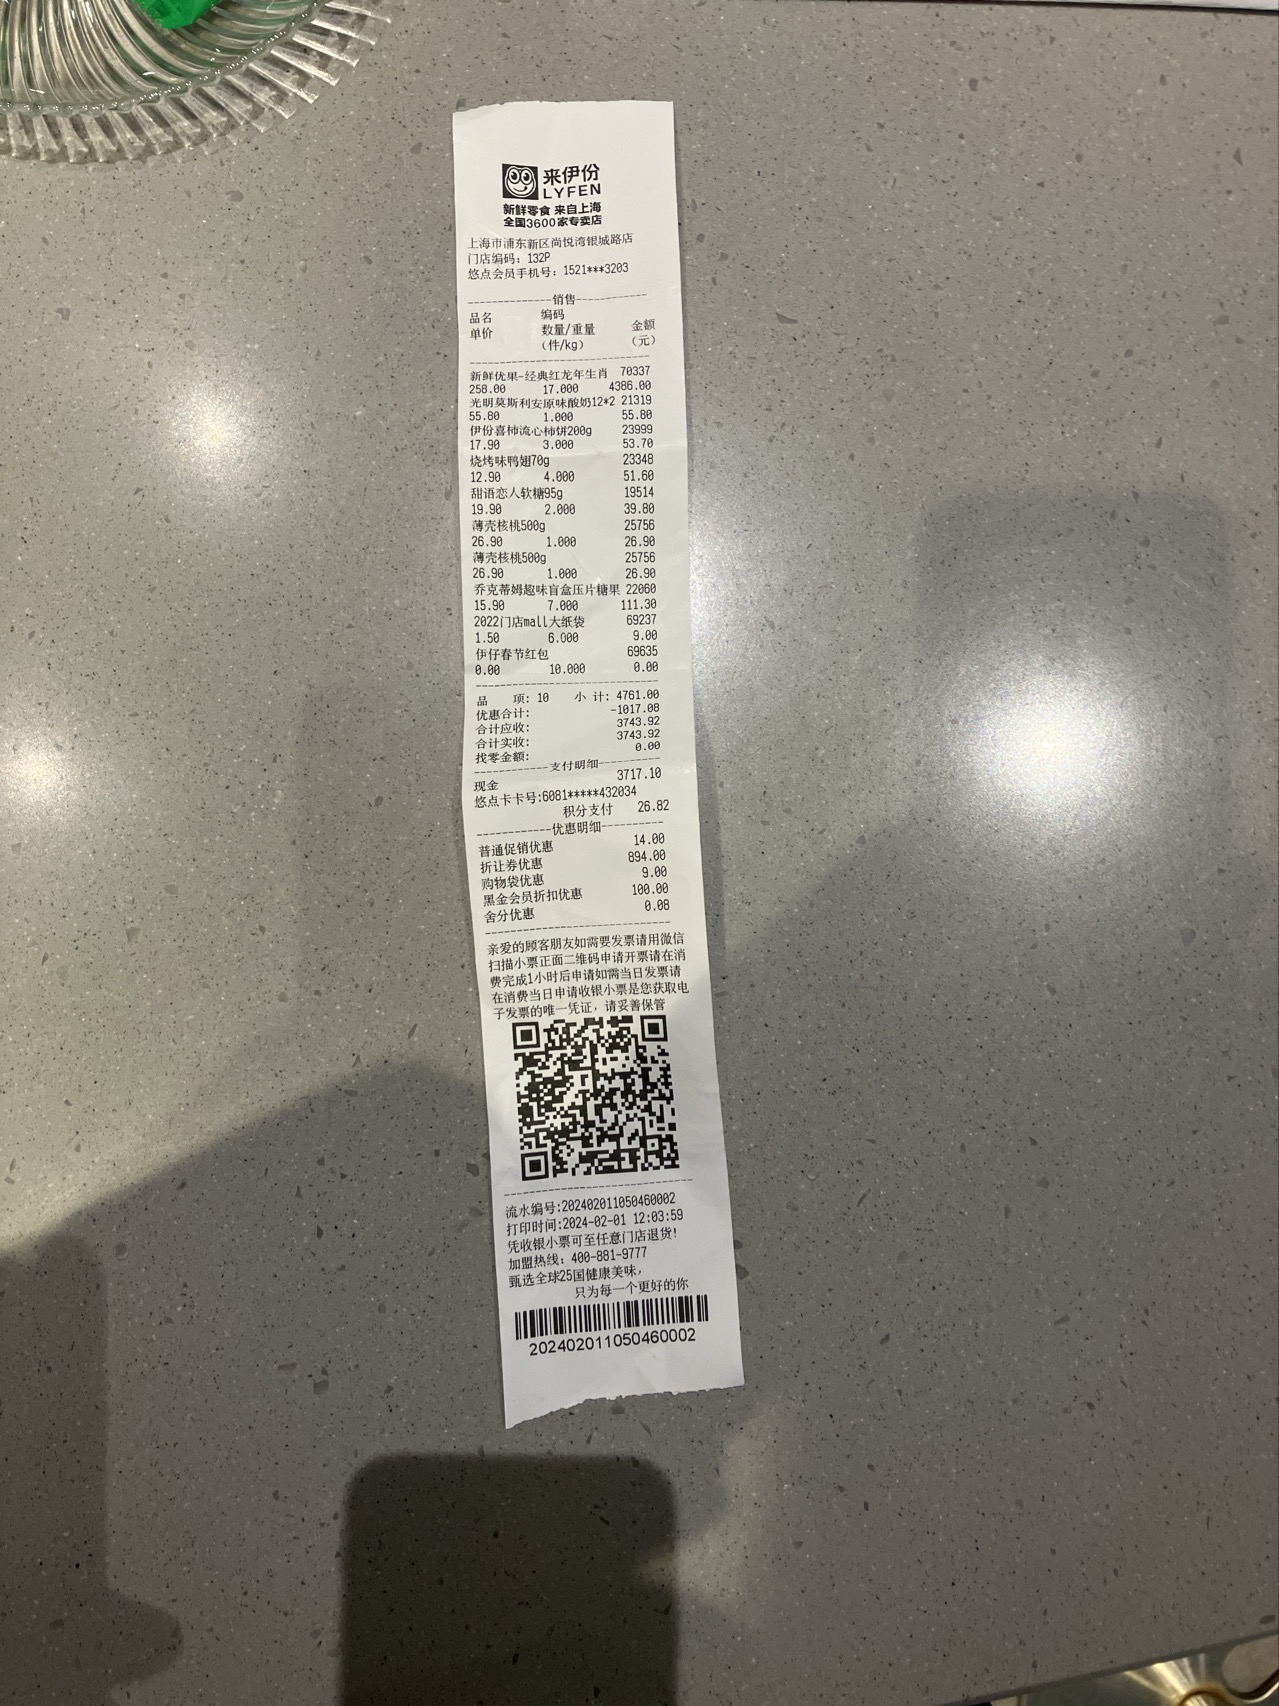 来伊份
LYFEN
新鲜零食 来自上海
全国3600家专卖店
上海市浦东新区尚悦湾银城路店
门店编码：132P
悠点会员手机号：1521***3203
销售
品名 编码
单价 数量/重量 金额
（件/kg） （元）
新鲜优果-经典红龙年生肖 70337
258.00 17.000 4386.00
光明莫斯利安原味酸奶12*2 21319
55.80 1.000 55.80
伊份喜柿流心柿饼200g 23999
17.90 3.000 53.70
烧烤味鸭翅70g 23348
12.90 4.000 51.60
甜语恋人软糖95g 19514
19.90 2.000 39.80
薄壳核桃500g 25756
26.90 1.000 26.90
薄壳核桃500g 25756
26.90 1.000 26.90
乔克蒂姆趣味盲盒压片糖果 22060
15.90 7.000 111.30
2022门店mall大纸袋 69237
1.50 6.000 9.00
伊仔春节红包 69635
0.00 10.000 0.00
品 项：10 小 计：4761.00
优惠合计： -1017.08
合计应收： 3743.92
合计实收： 3743.92
找零金额： 0.00
支付明细
现金 3717.10
悠点卡卡号:6081*****432034
积分支付 26.82
优惠明细
普通促销优惠 14.00
折让券优惠 894.00
购物袋优惠 9.00
黑金会员折扣优惠 100.00
舍分优惠 0.08
亲爱的顾客朋友如需要发票请用微信
扫描小票正面二维码申请开票请在消
费完成1小时后申请如需当日发票请
在消费当日申请收银小票是您获取电
子发票的唯一凭证，请妥善保管
流水编号:202402011050460002
打印时间:2024-02-01 12:03:59
凭收银小票可至任意门店退货!
加盟热线：400-881-9777
甄选全球25国健康美味，
只为每一个更好的你
202402011050460002